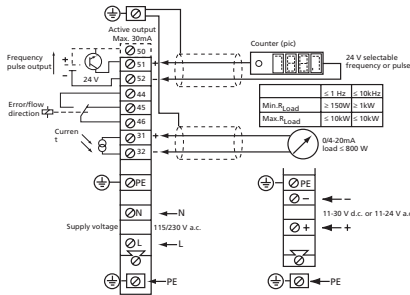 Active output
Max. 30mA
Frequency
pulse output
+
-
24 V
50
51
+
52
-
44
Error/flow
direction
45
46
Curren
t
31
+
32
-
PE
N
N
Supply voltage
115/230 V a.c.
L
L
PE
Counter (pic)
24 V selectable
frequency or pulse
≤ 1 Hz
≤ 10kHz
Min.RLoad
≥ 150W
≥ 1kW
Max.RLoad
≤ 10kW
≤ 10kW
0/4-20mA
load ≤ 800 W
PE
-
-
11-30 V d.c. or 11-24 V a.c
+
+
PE